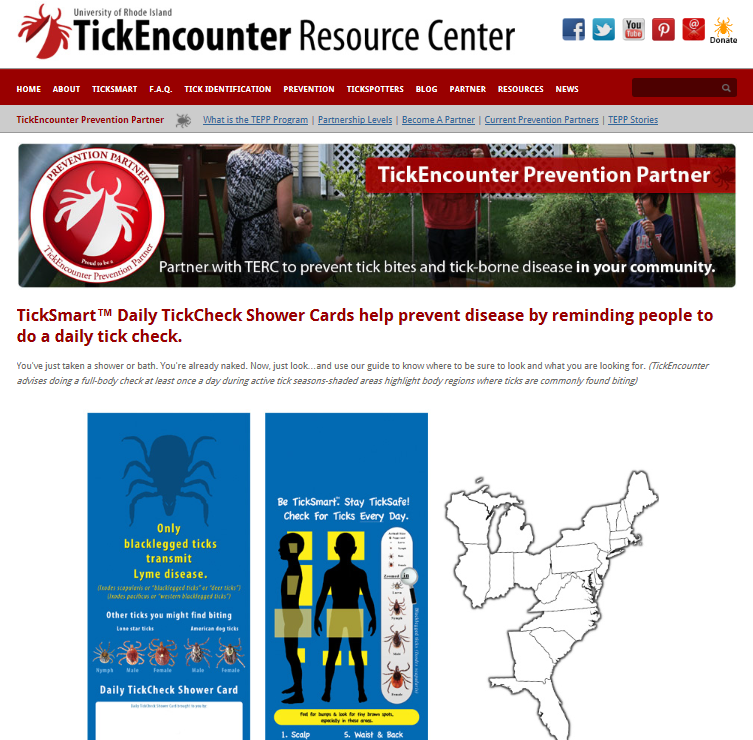 University of Rhode Island
TickEncounter Resource Center
You Tube
Donate
HOME ABOUT TICKSMART F.A.Q. TICK IDENTIFICATION PREVENTION TICKSPOTTERS BLOG PARTNER RESOURCES NEWS
TickEncounter Prevention Partner What is the TEPP Program | Partnership Levels | Become A Partner | Current Prevention Partners | TEPP Stories
PREVENTION PARTNER
Proud to be a
TickEncounter Prevention Partner
TickEncounter Prevention Partner
Partner with TERC to prevent tick bites and tick-borne disease in your community.
TickSmart™ Daily TickCheck Shower Cards help prevent disease by reminding people to
do a daily tick check.
You've just taken a shower or bath. You're already naked. Now, just look...and use our guide to know where to be sure to look and what you are looking for. (TickEncounter
advises doing a full-body check at least once a day during active tick seasons-shaded areas highlight body regions where ticks are commonly found biting)
Only
blacklegged ticks
transmit
Lyme disease.
(Ixodes scapularis or "blacklegged ticks" or "deer ticks")
(Ixodes pacificus or "western blacklegged ticks")
Other ticks you might find biting
Lone star ticks American dog ticks
Nymph Male Female Male Female
Daily TickCheck Shower Card
Be TickSmart™. Stay TickSafe!
Check For Ticks Every Day.
Zoomed in
Larva
Nymph
Male
Female
Feel for bumps & look for tiny brown spots,
especially in these areas.
1. Scalp 5. Waist & Back